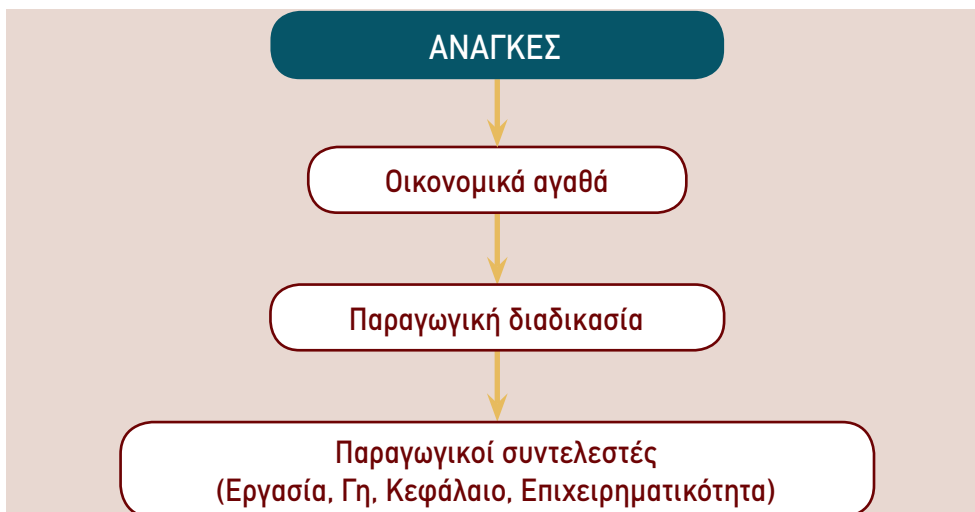 ΑΝΑΓΚΕΣ
Οικονομικά αγαθά
Παραγωγική διαδικασία
Παραγωγικοί συντελεστές
(Εργασία, Γη, Κεφάλαιο, Επιχειρηματικότητα)